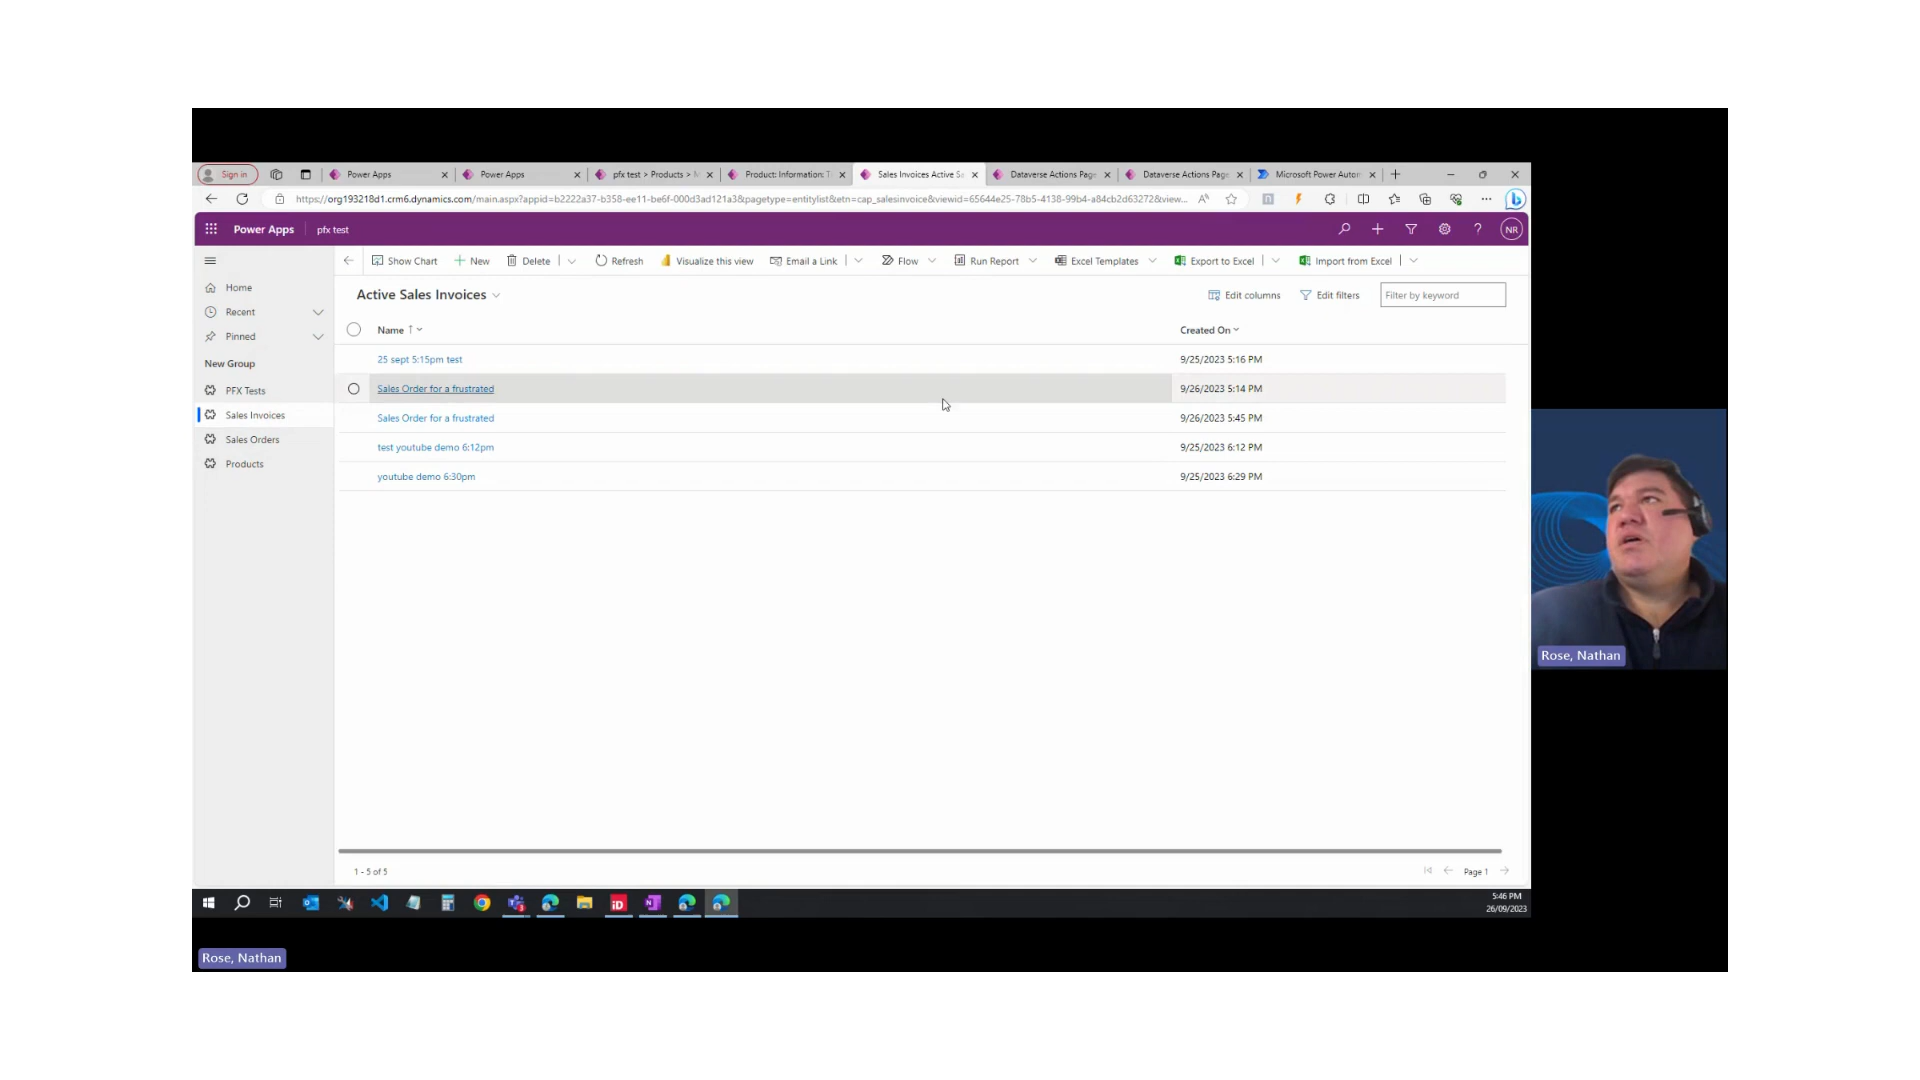 Sign in
Power Apps
Power Apps
pfx test > Products >
Product: Information: T
Sales Invoices Active Sa
Dataverse Actions Page
Dataverse Actions Page
Microsoft Power Autom
https://org193218d1.crm6.dynamics.com/main.aspx?appid=b2222a37-b358-ee11-be6f-000d3ad121a3&pagetype=entitylist&etn=cap_salesinvoice&viewid=65644e25-78b5-4138-99b4-a84cb2d63272&view...
Power Apps pfx test
NR
Show Chart New Delete Refresh Visualize this view Email a Link Flow Run Report Excel Templates Export to Excel Import from Excel
Home
Recent
Pinned
New Group
PFX Tests
Sales Invoices
Sales Orders
Products
Active Sales Invoices
Edit columns Edit filters Filter by keyword
Name Created On
25 sept 5:15pm test 9/25/2023 5:16 PM
Sales Order for a frustrated 9/26/2023 5:14 PM
Sales Order for a frustrated 9/26/2023 5:45 PM
test youtube demo 6:12pm 9/25/2023 6:12 PM
youtube demo 6:30pm 9/25/2023 6:29 PM
1 - 5 of 5
Page 1
iD
5:46 PM
26/09/2023
Rose, Nathan
Rose, Nathan